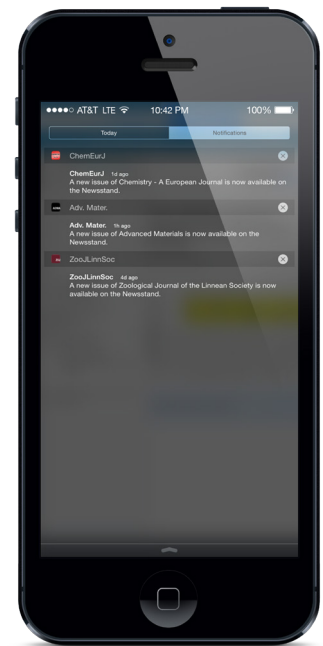 AT&T LTE 10:42 PM 100%
Today Notifications
ChemEurJ
ChemEurJ 1d ago
A new issue of Chemistry - A European Journal is now available on
the Newsstand.
Adv. Mater.
Adv. Mater. 1h ago
A new issue of Advanced Materials is now available on the
Newsstand.
ZooJLinnSoc
ZooJLinnSoc 4d ago
A new issue of Zoological Journal of the Linnean Society is now
available on the Newsstand.